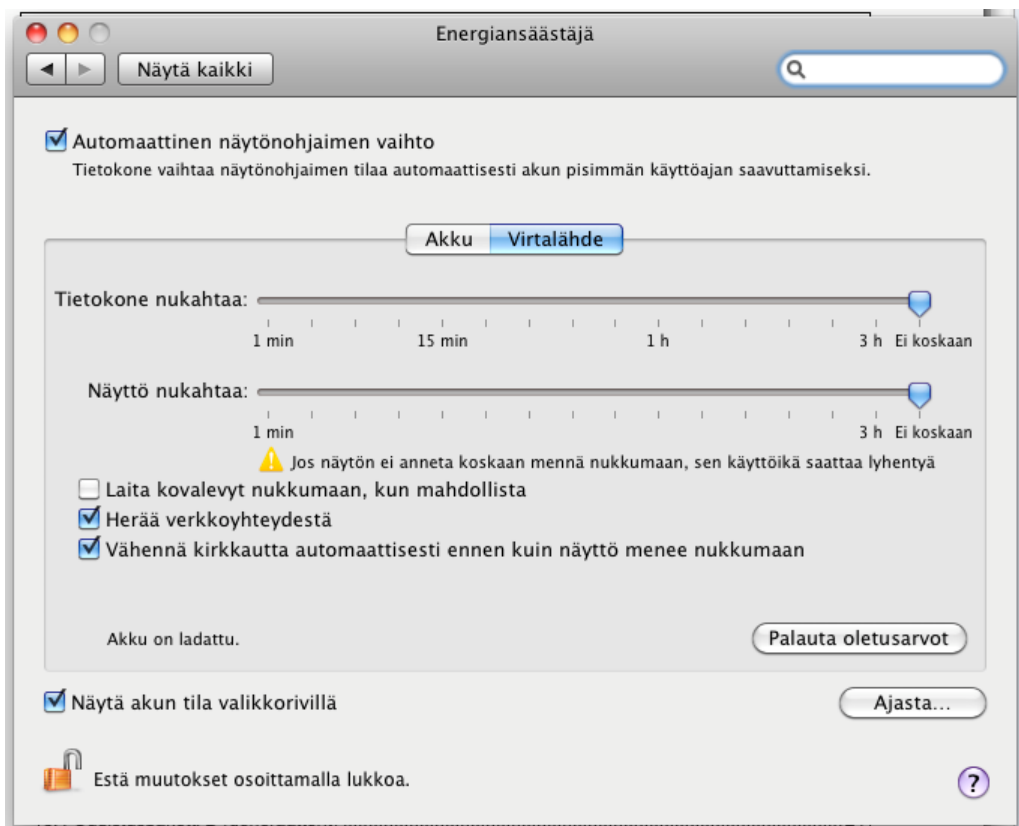 Energiansäästäjä
Näytä kaikki
Automaattinen näytönohjaimen vaihto
Tietokone vaihtaa näytönohjaimen tilaa automaattisesti akun pisimmän käyttöajan saavuttamiseksi.
Akku Virtalähde
Tietokone nukahtaa:
1 min 15 min 1 h 3 h Ei koskaan
Näyttö nukahtaa:
1 min 3 h Ei koskaan
Jos näytön ei anneta koskaan mennä nukkumaan, sen käyttöikä saattaa lyhentyä
Laita kovalevyt nukkumaan, kun mahdollista
Herää verkkoyhteydestä
Vähennä kirkkautta automaattisesti ennen kuin näyttö menee nukkumaan
Akku on ladattu. Palauta oletusarvot
Näytä akun tila valikkorivillä Ajasta...
Estä muutokset osoittamalla lukkoa. ?